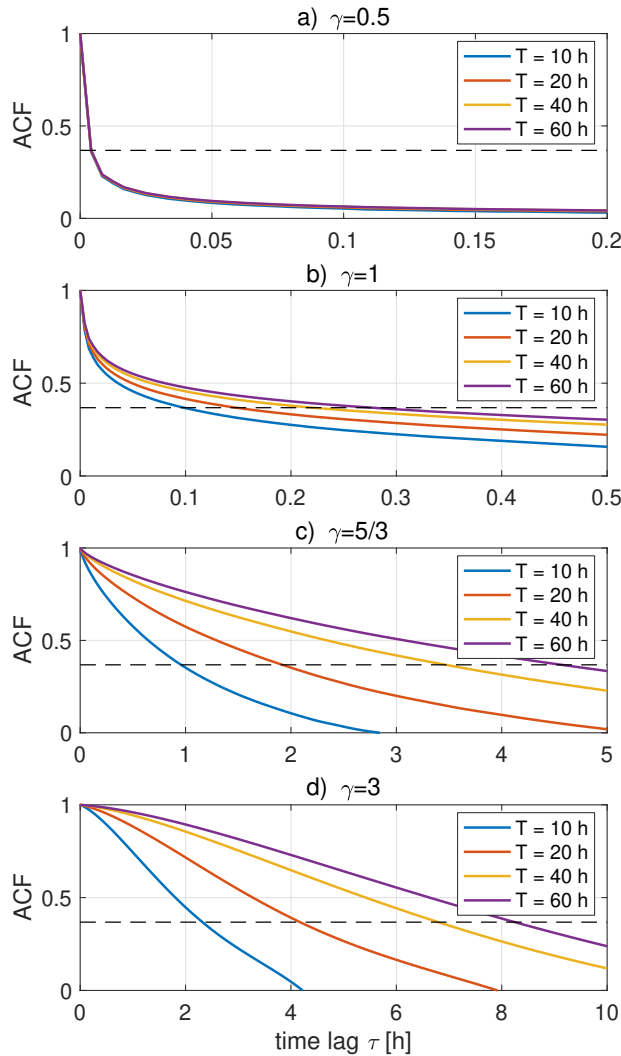 a) γ=0.5
1
0.5
0
ACF
T = 10 h
T = 20 h
T = 40 h
T = 60 h
0 0.05 0.1 0.15 0.2
b) γ=1
1
0.5
0
ACF
T = 10 h
T = 20 h
T = 40 h
T = 60 h
0 0.1 0.2 0.3 0.4 0.5
c) γ=5/3
1
0.5
0
ACF
T = 10 h
T = 20 h
T = 40 h
T = 60 h
0 1 2 3 4 5
d) γ=3
1
0.5
0
ACF
T = 10 h
T = 20 h
T = 40 h
T = 60 h
0 2 4 6 8 10
time lag τ [h]